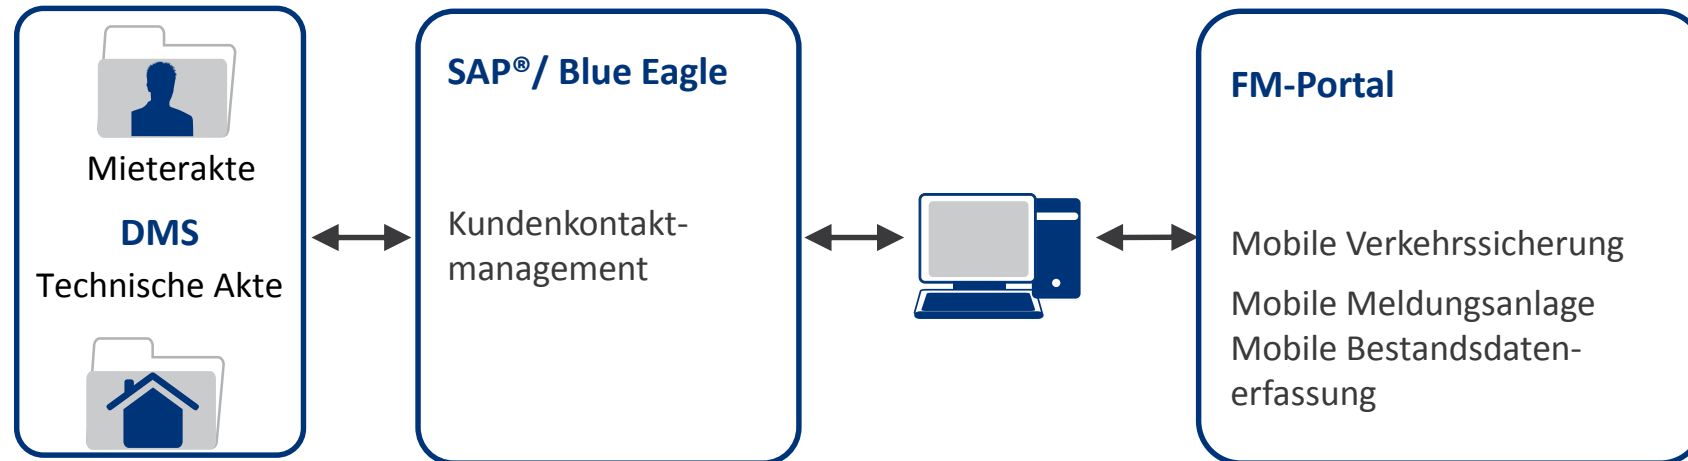 Mieterakte
DMS
Technische Akte
SAP®/ Blue Eagle
Kundenkontakt-
management
FM-Portal
Mobile Verkehrssicherung
Mobile Meldungsanlage
Mobile Bestandsdaten-
erfassung